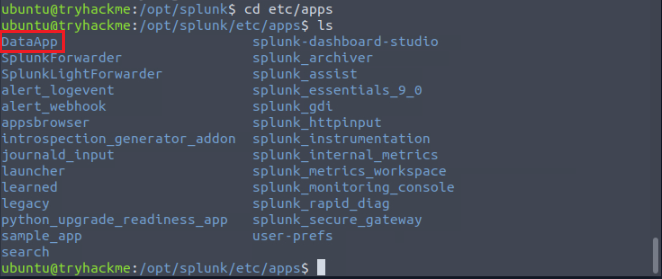 ubuntu@tryhackme:/opt/splunk$ cd etc/apps
ubuntu@tryhackme:/opt/splunk/etc/apps$ ls
DataApp splunk-dashboard-studio
SplunkForwarder splunk_archiver
SplunkLightForwarder splunk_assist
alert_logevent splunk_essentials_9_0
alert_webhook splunk_gdi
appsbrowser splunk_httpinput
introspection_generator_addon splunk_instrumentation
journald_input splunk_internal_metrics
launcher splunk_metrics_workspace
learned splunk_monitoring_console
legacy splunk_rapid_diag
python_upgrade_readiness_app splunk_secure_gateway
sample_app user-prefs
search
ubuntu@tryhackme:/opt/splunk/etc/apps$